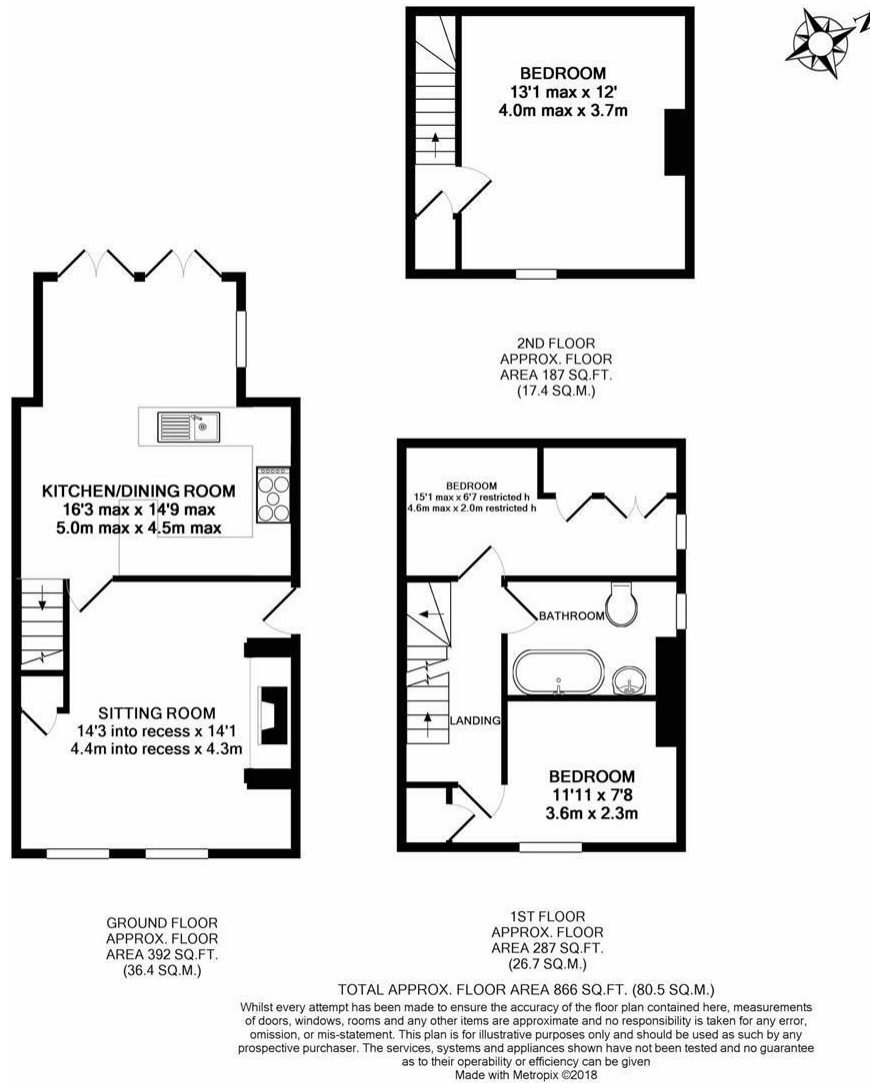 N
BEDROOM
13'1 max x 12'
4.0m max x 3.7m
2ND FLOOR
APPROX. FLOOR
AREA 187 SQ.FT.
(17.4 SQ.M.)
KITCHEN/DINING ROOM
16'3 max x 14'9 max
5.0m max x 4.5m max
SITTING ROOM
14'3 into recess x 14'1
4.4m into recess x 4.3m
GROUND FLOOR
APPROX. FLOOR
AREA 392 SQ.FT.
(36.4 SQ.M.)
BEDROOM
15'1 max x 6'7 restricted h
4.6m max x 2.0m restricted h
BATHROOM
LANDING
BEDROOM
11'11 x 7'8
3.6m x 2.3m
1ST FLOOR
APPROX. FLOOR
AREA 287 SQ.FT.
(26.7 SQ.M.)
TOTAL APPROX. FLOOR AREA 866 SQ.FT. (80.5 SQ.M.)
Whilst every attempt has been made to ensure the accuracy of the floor plan contained here, measurements
of doors, windows, rooms and any other items are approximate and no responsibility is taken for any error,
omission, or mis-statement. This plan is for illustrative purposes only and should be used as such by any
prospective purchaser. The services, systems and appliances shown have not been tested and no guarantee
as to their operability or efficiency can be given
Made with Metropix ©2018